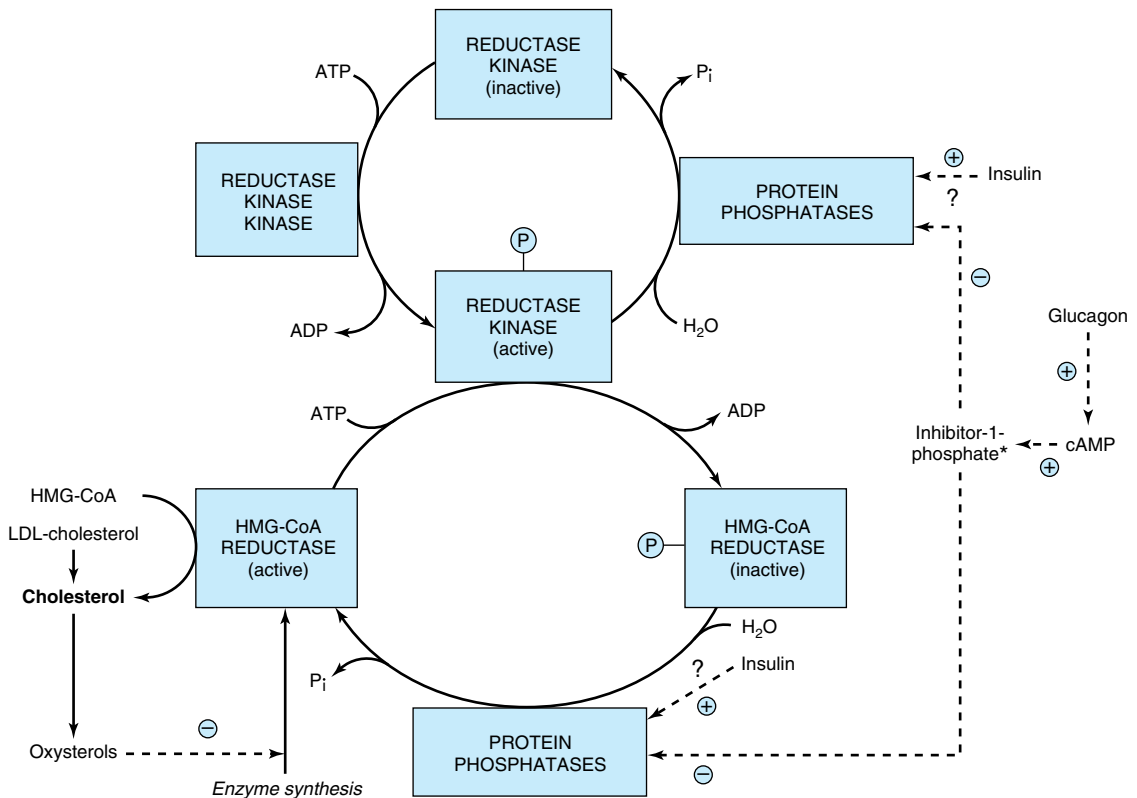 REDUCTASE
KINASE
(inactive)
ATP
Pi
REDUCTASE
KINASE
KINASE
PROTEIN
PHOSPHATASES
+
Insulin
?
P
−
REDUCTASE
KINASE
(active)
ADP
H2O
Glucagon
+
ATP
ADP
Inhibitor-1-
phosphate*
cAMP
+
HMG-CoA
LDL-cholesterol
Cholesterol
HMG-CoA
REDUCTASE
(active)
P
HMG-CoA
REDUCTASE
(inactive)
H2O
Pi
?
Insulin
+
Oxysterols
−
PROTEIN
PHOSPHATASES
−
Enzyme synthesis